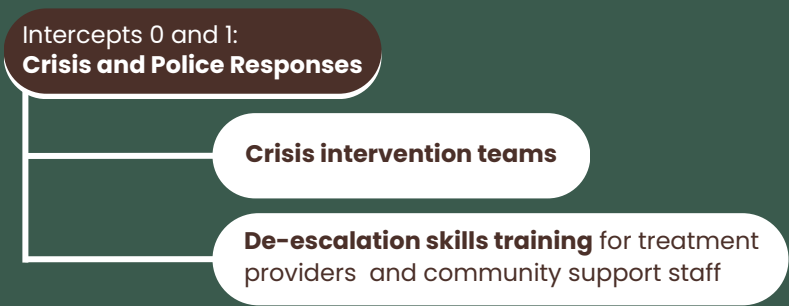 Intercepts 0 and 1:
Crisis and Police Responses
Crisis intervention teams
De-escalation skills training for treatment
providers and community support staff